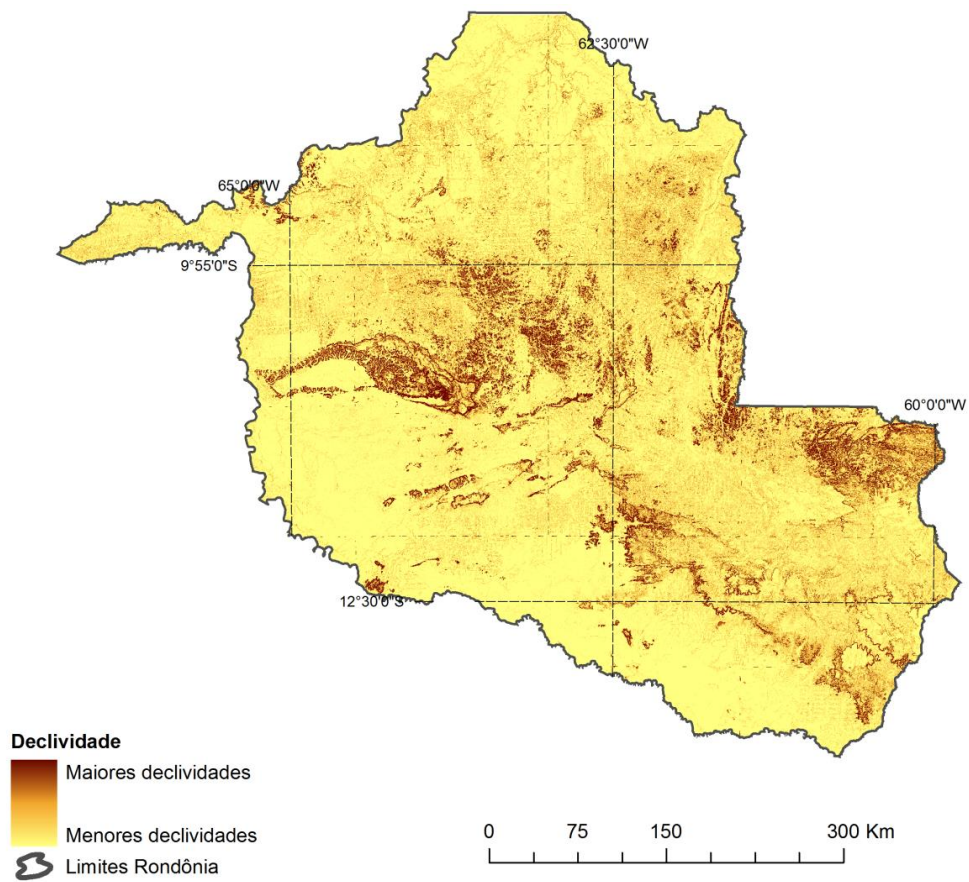 62°30'0"W
65°0'0"W
9°55'0"S
60°0'0"W
12°30'0"S
Declividade
Maiores declividades
Menores declividades
Limites Rondônia
0 75 150 300 Km